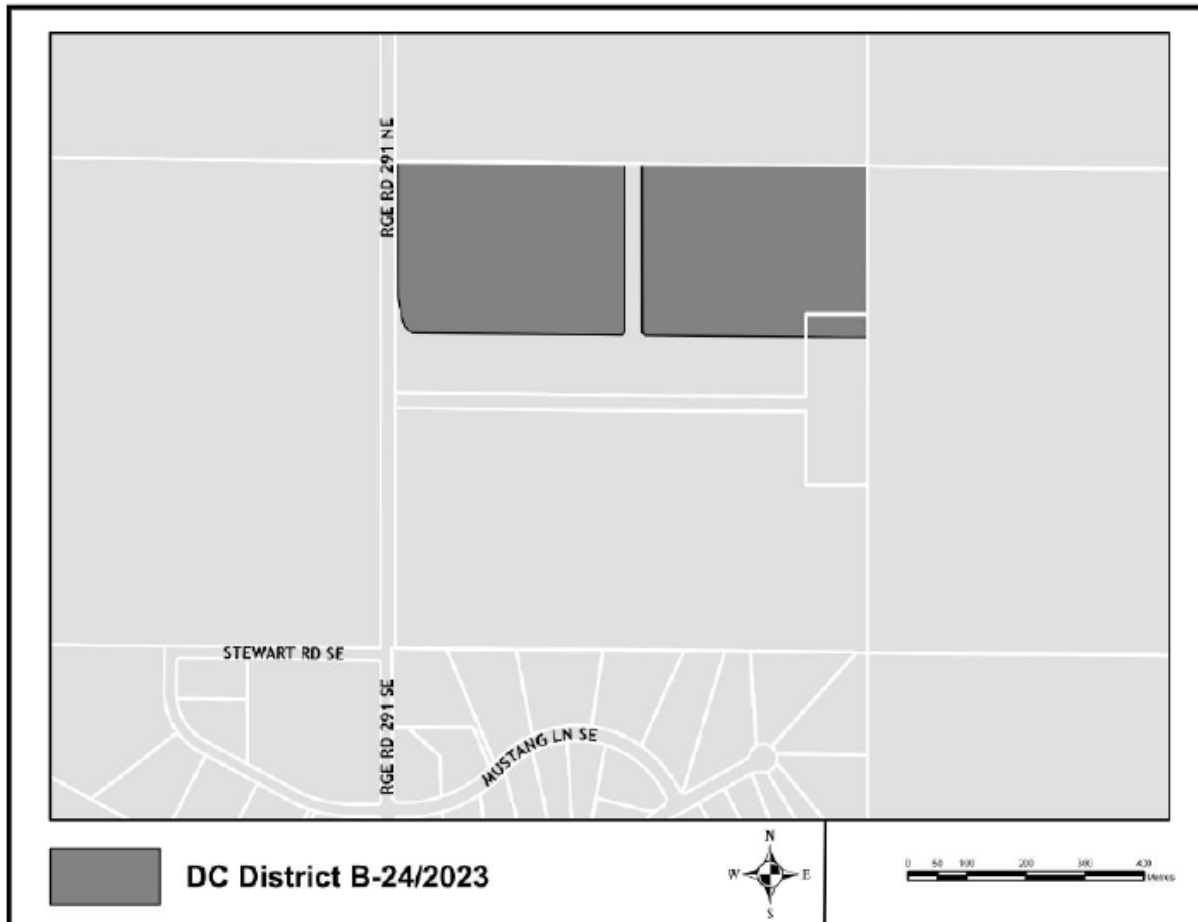 RGE RD 291 NE
STEWART RD SE
RGE RD 291 SE
MUSTANG LN SE
DC District B-24/2023
N
W E
S
0 50 100 200 300 400
Metres